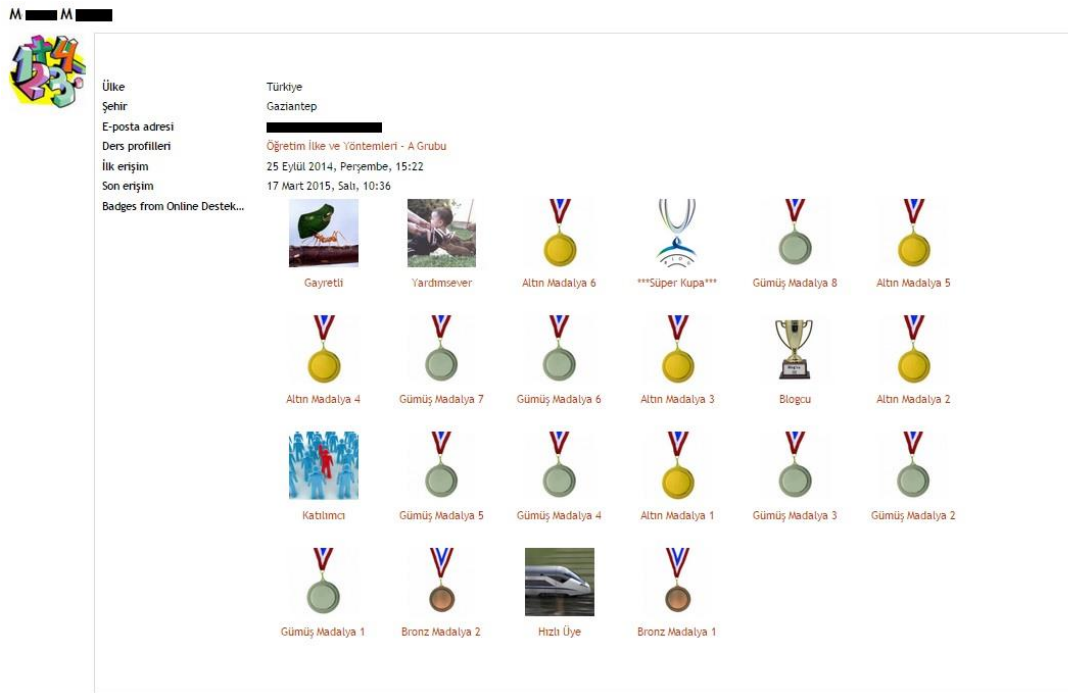 M M
Ülke Türkiye
Şehir Gaziantep
E-posta adresi
Ders profilleri Öğretim İlke ve Yöntemleri - A Grubu
İlk erişim 25 Eylül 2014, Perşembe, 15:22
Son erişim 17 Mart 2015, Salı, 10:36
Badges from Online Destek...
Gayretli Yardımsever Altın Madalya 6 ***Süper Kupa*** Gümüş Madalya 8 Altın Madalya 5
Altın Madalya 4 Gümüş Madalya 7 Gümüş Madalya 6 Altın Madalya 3 Blogcu Altın Madalya 2
Katılımcı Gümüş Madalya 5 Gümüş Madalya 4 Altın Madalya 1 Gümüş Madalya 3 Gümüş Madalya 2
Gümüş Madalya 1 Bronz Madalya 2 Hızlı Üye Bronz Madalya 1